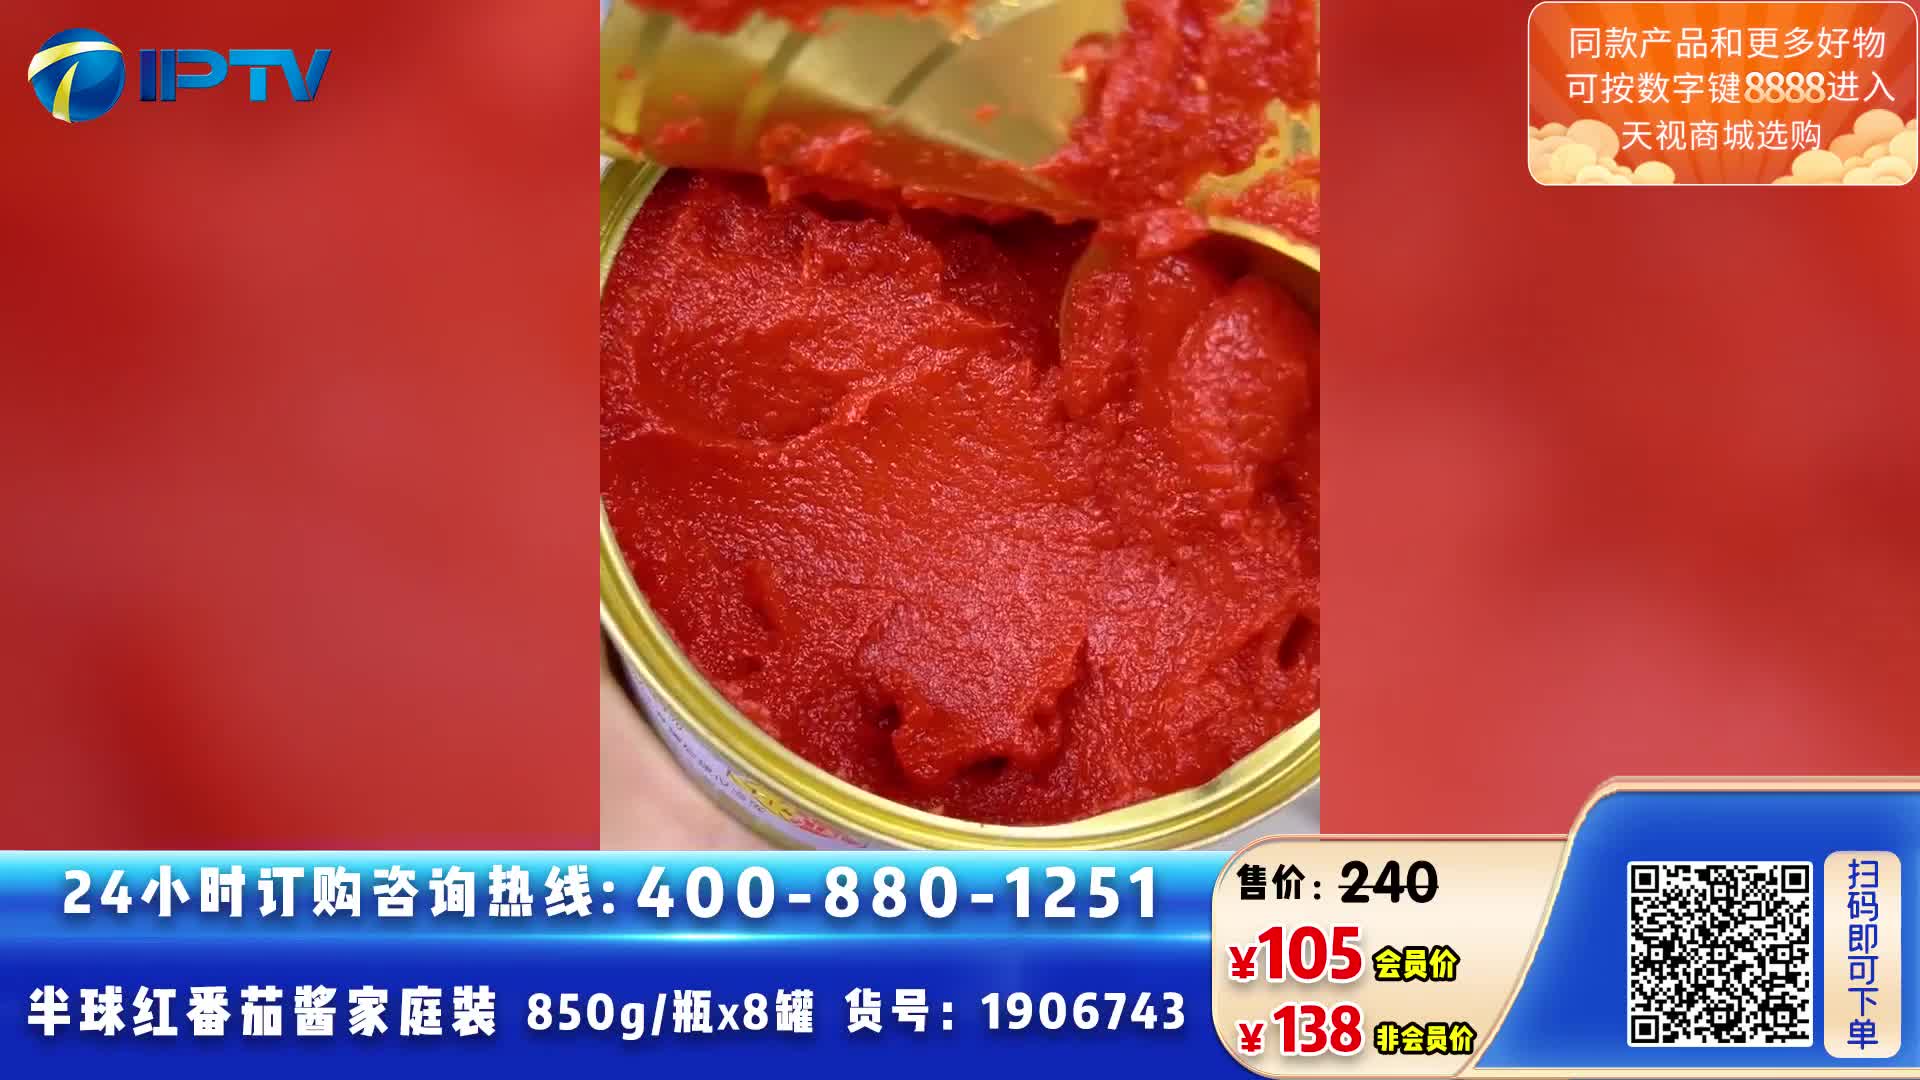 IPTV
同款产品和更多好物
可按数字键8888进入
天视商城选购
24小时订购咨询热线:400-880-1251
半球红番茄酱家庭装 850g/瓶x8罐 货号：1906743
售价：240
¥105 会员价
¥138 非会员价
扫码即可下单